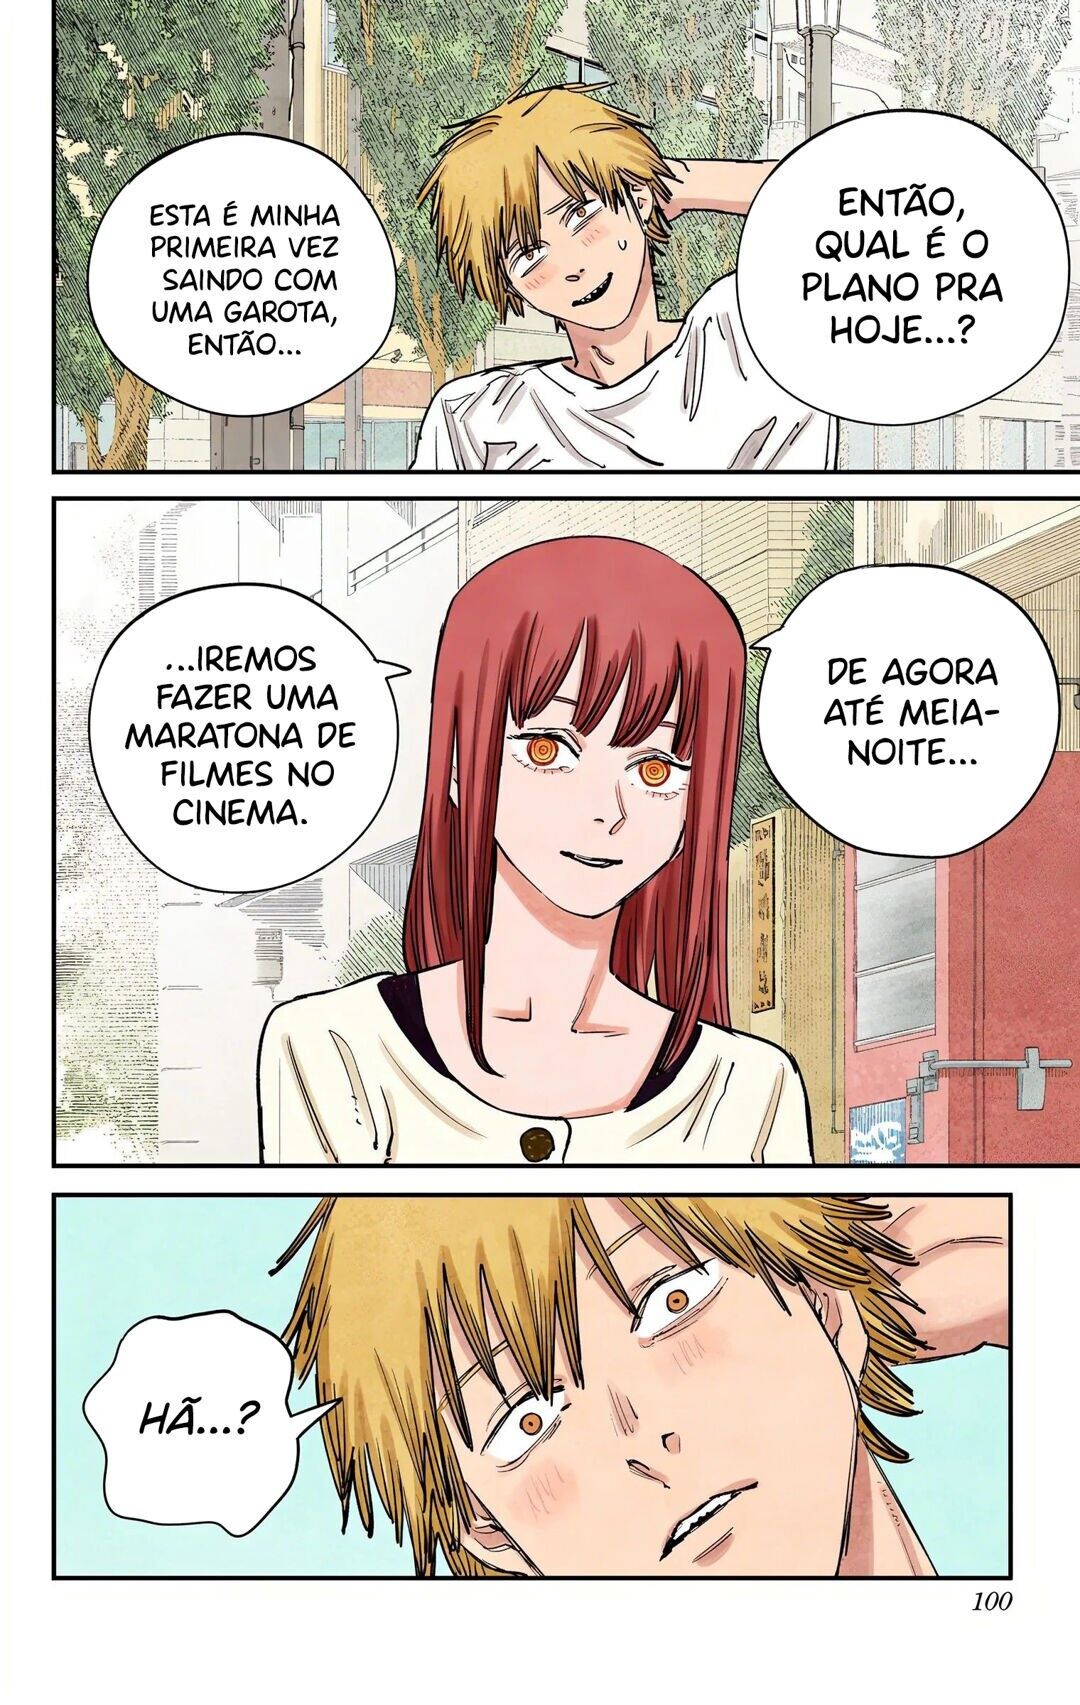 ENTÃO,
QUAL É O
PLANO PRA
HOJE...?
ESTA É MINHA
PRIMEIRA VEZ
SAINDO COM
UMA GAROTA,
ENTÃO...
DE AGORA
ATÉ MEIA-
NOITE...
...IREMOS
FAZER UMA
MARATONA DE
FILMES NO
CINEMA.
HÃ...?
100